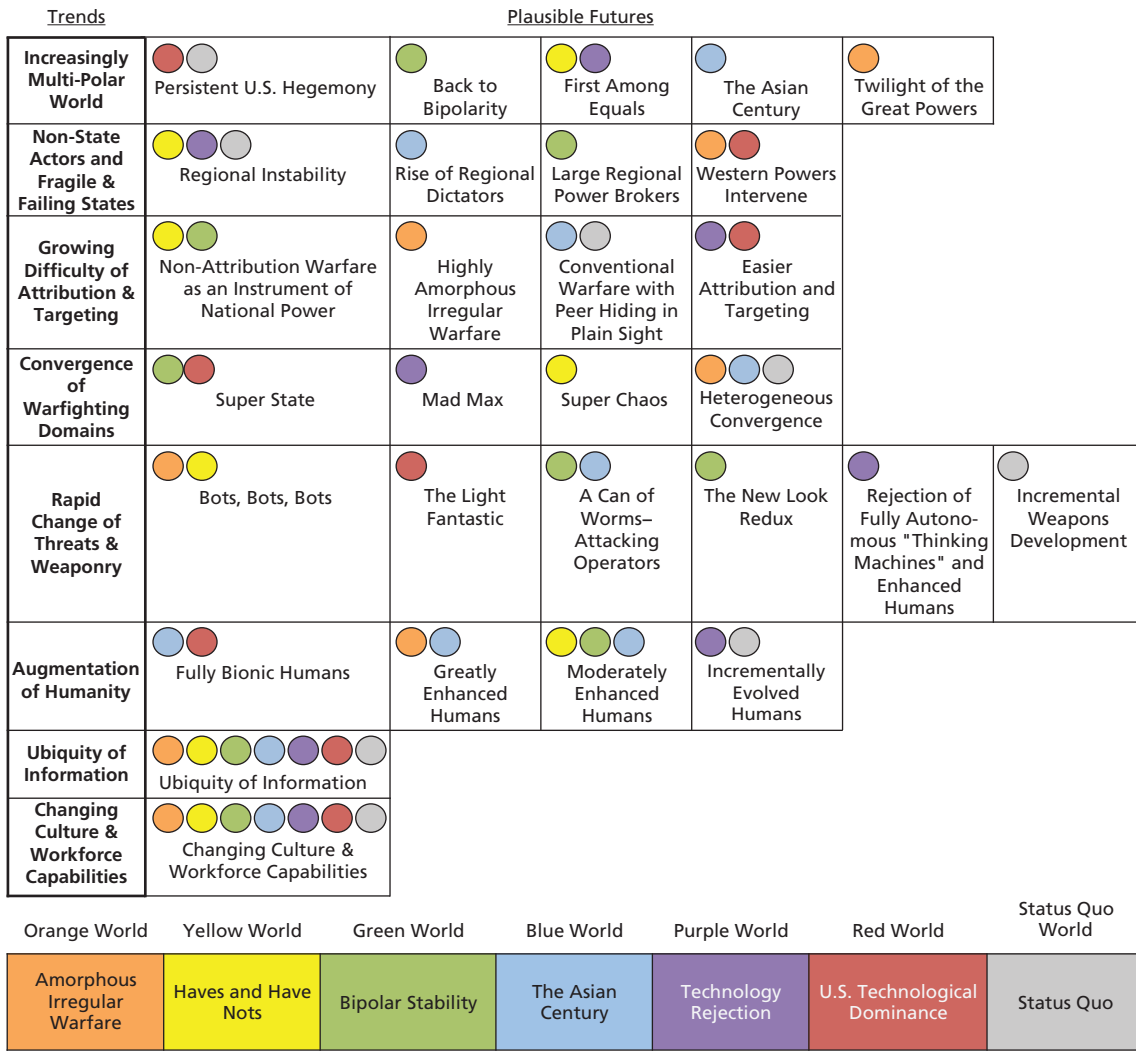 Trends
Plausible Futures
Increasingly
Multi-Polar
World
Persistent U.S. Hegemony
Back to
Bipolarity
First Among
Equals
The Asian
Century
Twilight of the
Great Powers
Non-State
Actors and
Fragile &
Failing States
Regional Instability
Rise of Regional
Dictators
Large Regional
Power Brokers
Western Powers
Intervene
Growing
Difficulty of
Attribution &
Targeting
Non-Attribution Warfare
as an Instrument of
National Power
Highly
Amorphous
Irregular
Warfare
Conventional
Warfare with
Peer Hiding in
Plain Sight
Easier
Attribution and
Targeting
Convergence
of
Warfighting
Domains
Super State
Mad Max
Super Chaos
Heterogeneous
Convergence
Rapid
Change of
Threats &
Weaponry
Bots, Bots, Bots
The Light
Fantastic
A Can of
Worms–
Attacking
Operators
The New Look
Redux
Rejection of
Fully Autono-
mous "Thinking
Machines" and
Enhanced
Humans
Incremental
Weapons
Development
Augmentation
of Humanity
Fully Bionic Humans
Greatly
Enhanced
Humans
Moderately
Enhanced
Humans
Incrementally
Evolved
Humans
Ubiquity of
Information
Ubiquity of Information
Changing
Culture &
Workforce
Capabilities
Changing Culture &
Workforce Capabilities
Orange World
Yellow World
Green World
Blue World
Purple World
Red World
Status Quo
World
Amorphous
Irregular
Warfare
Haves and Have
Nots
Bipolar Stability
The Asian
Century
Technology
Rejection
U.S. Technological
Dominance
Status Quo